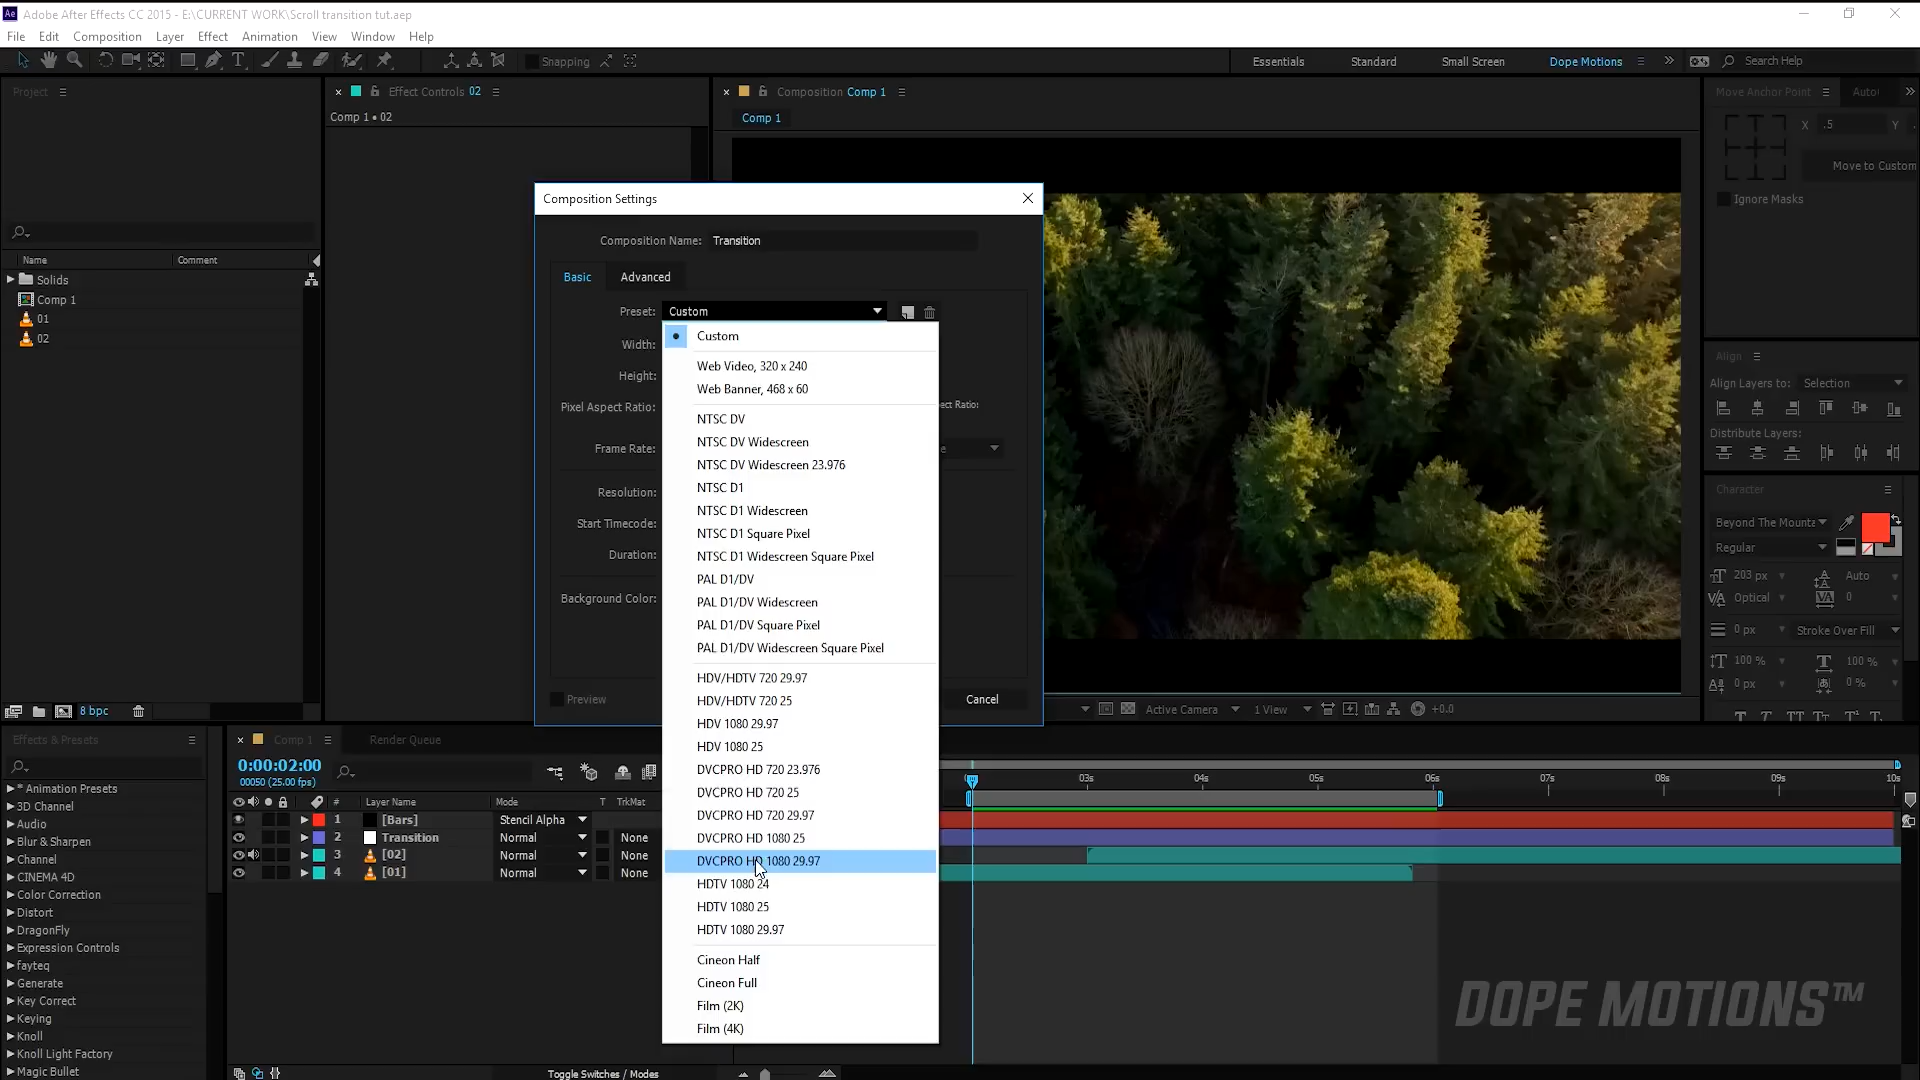 Adobe After Effects CC 2015 - E:\CURRENT WORK\Scroll transition tut.aep
File Edit Composition Layer Effect Animation View Window Help
Snapping
Essentials Standard Small Screen Dope Motions Search Help
Project
Effect Controls 02
Composition Comp 1
Move Anchor Point
Comp 1 • 02
Comp 1
X .5 Y
Move to Custom
Ignore Masks
Composition Settings
Composition Name: Transition
Basic Advanced
Name Comment
Solids
Comp 1
01
02
Preset: Custom
Width:
Height:
Pixel Aspect Ratio:
Frame Rate:
Resolution:
Start Timecode:
Duration:
Background Color:
Preview
Cancel
Custom
Web Video, 320 x 240
Web Banner, 468 x 60
NTSC DV
NTSC DV Widescreen
NTSC DV Widescreen 23.976
NTSC D1
NTSC D1 Widescreen
NTSC D1 Square Pixel
NTSC D1 Widescreen Square Pixel
PAL D1/DV
PAL D1/DV Widescreen
PAL D1/DV Square Pixel
PAL D1/DV Widescreen Square Pixel
HDV/HDTV 720 29.97
HDV/HDTV 720 25
HDV 1080 29.97
HDV 1080 25
DVCPRO HD 720 23.976
DVCPRO HD 720 25
DVCPRO HD 720 29.97
DVCPRO HD 1080 25
DVCPRO HD 1080 29.97
HDTV 1080 24
HDTV 1080 25
HDTV 1080 29.97
Cineon Half
Cineon Full
Film (2K)
Film (4K)
Align
Align Layers to: Selection
Distribute Layers:
Character
Regular
203 px Auto
Optical 0
0 px Stroke Over Fill
100 % 100 %
0 px 0 %
8 bpc
Active Camera 1 View +0.0
Effects & Presets
* Animation Presets
3D Channel
Audio
Blur & Sharpen
Channel
CINEMA 4D
Color Correction
Distort
DragonFly
Expression Controls
fayteq
Generate
Key Correct
Keying
Knoll
Knoll Light Factory
Magic Bullet
Comp 1 Render Queue
0:00:02:00
00050 (25.00 fps)
# Layer Name Mode T TrkMat
1 [Bars] Stencil Alpha
2 Transition Normal None
3 [02] Normal None
4 [01] Normal None
03s 04s 05s 06s 07s 08s 09s 10s
Toggle Switches / Modes
DOPE MOTIONS™